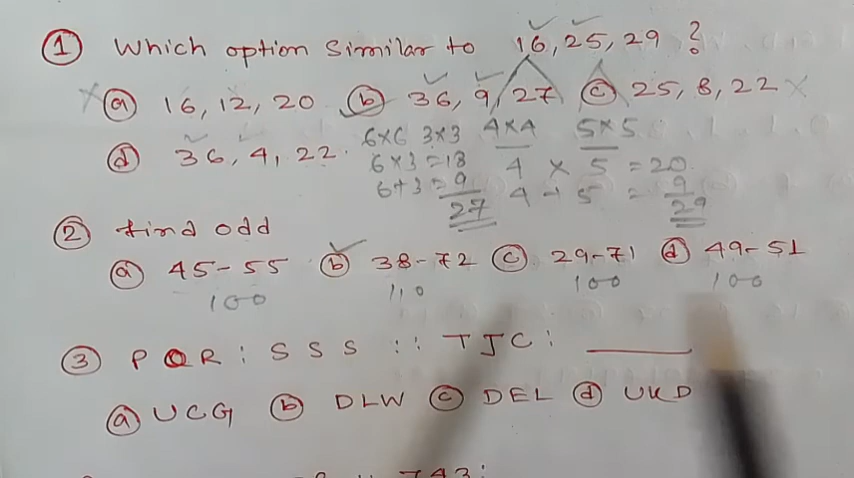 ① Which option Similar to 16, 25, 29 ?
ⓐ 16, 12, 20 ⓑ 36, 9, 27 ⓒ 25, 8, 22
ⓓ 36, 4, 22.
6×6 3×3 4×4 5×5
6×3=18 4 × 5 = 20
6+3=9 4 + 5 = 9
27 29
② find odd
ⓐ 45-55 ⓑ 38-72 ⓒ 29-71 ⓓ 49-51
100 110 100 100
③ PQR : SSS :: TJC : ______
ⓐ UCG ⓑ DLW ⓒ DEL ⓓ UKD
743: